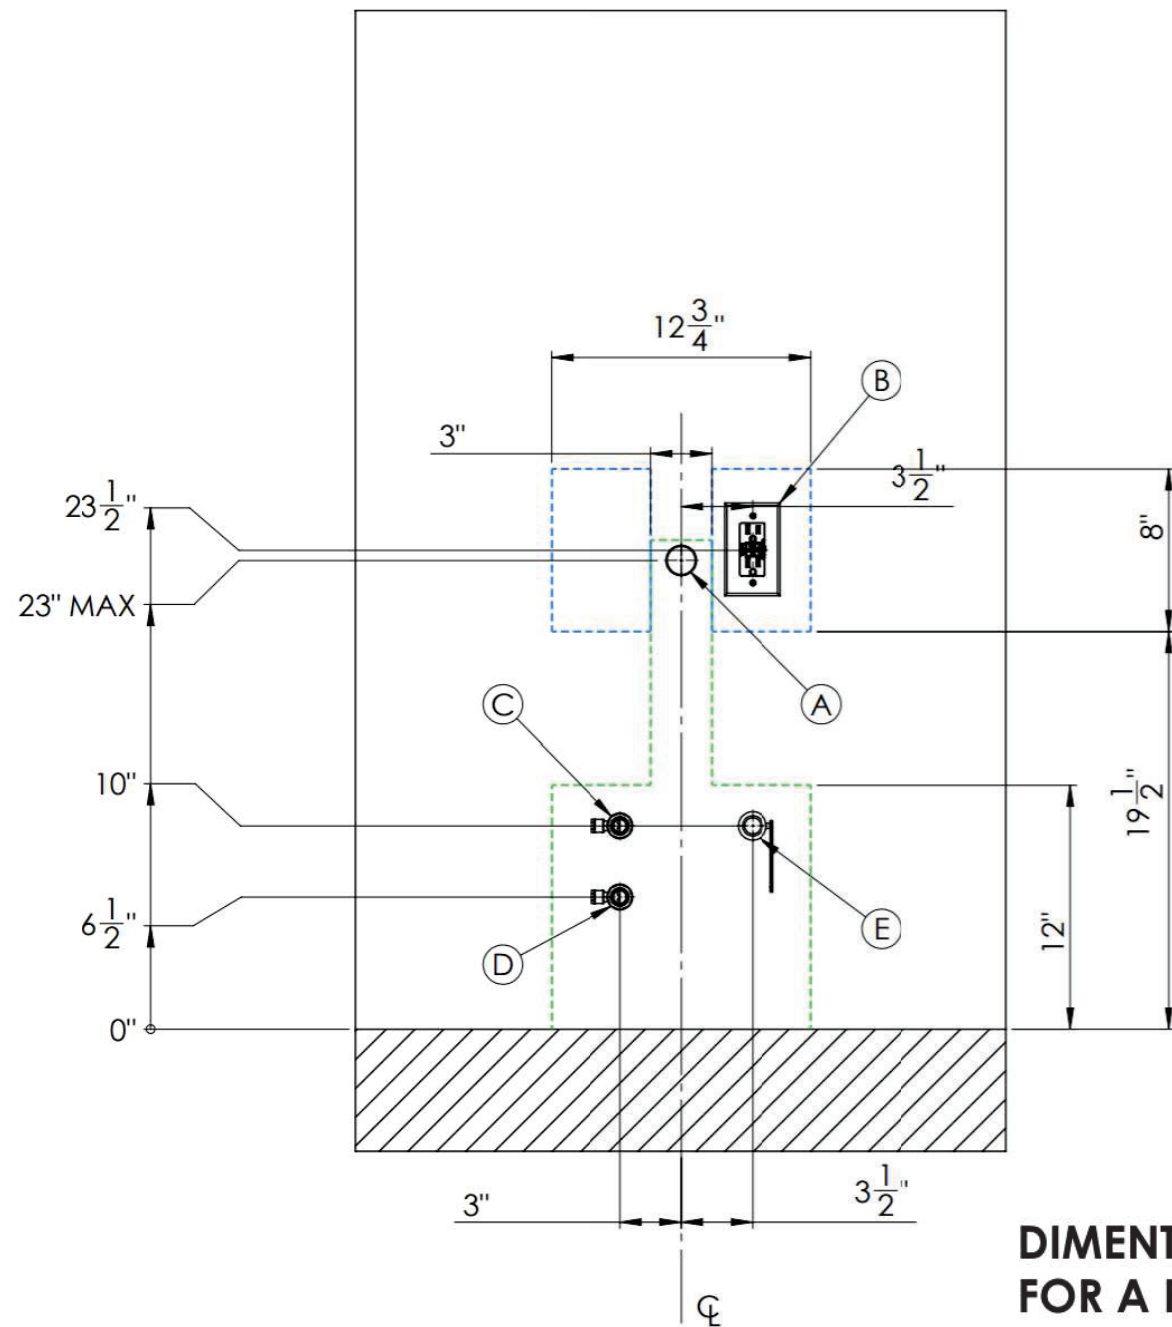 12 3/4"
B
3"
3 1/2"
23 1/2"
8"
23" MAX
C
A
10"
19 1/2"
6 1/2"
E
12"
D
0"
3"
3 1/2"
DIMENT
FOR A
℄